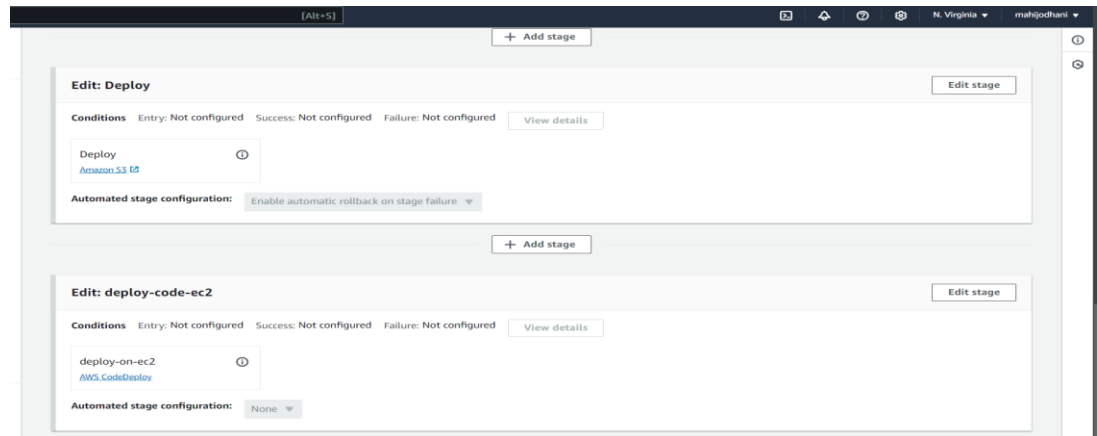 [Alt+S] N. Virginia mahijodhani
+ Add stage
Edit: Deploy Edit stage
Conditions Entry: Not configured Success: Not configured Failure: Not configured View details
Deploy
Amazon S3
Automated stage configuration: Enable automatic rollback on stage failure
+ Add stage
Edit: deploy-code-ec2 Edit stage
Conditions Entry: Not configured Success: Not configured Failure: Not configured View details
deploy-on-ec2
AWS CodeDeploy
Automated stage configuration: None